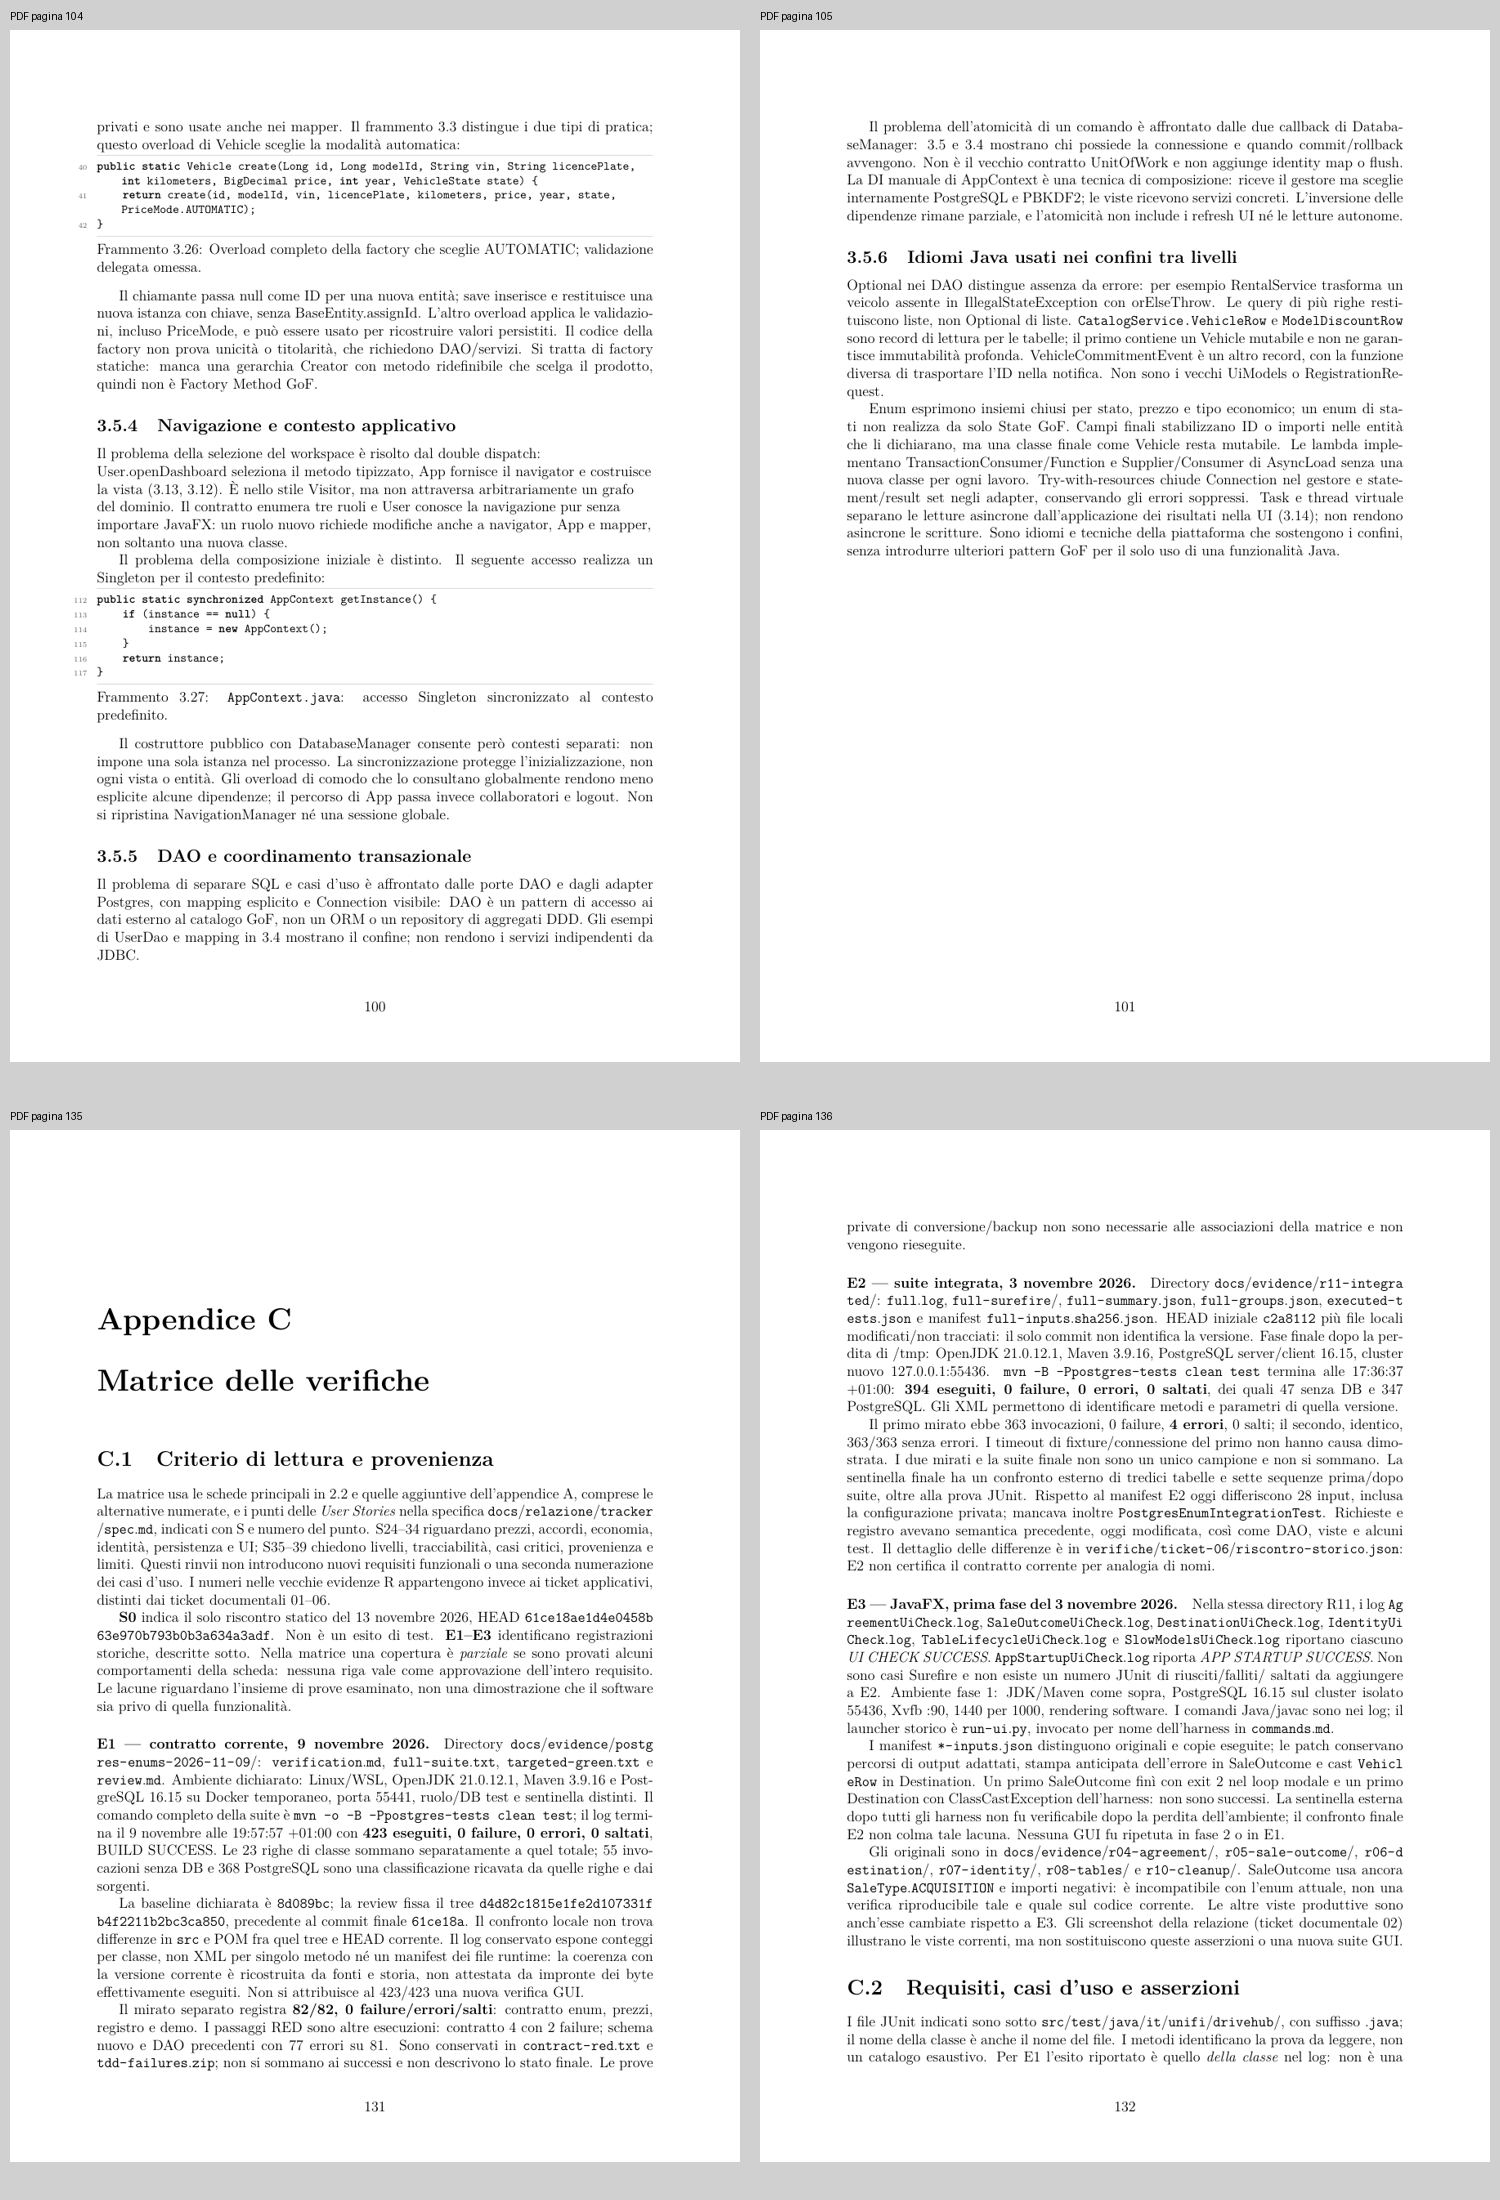 PDF pagina 104
privati e sono usate anche nei mapper. Il frammento 3.3 distingue i due tipi di pratica;
questo overload di Vehicle sceglie la modalità automatica:
40 public static Vehicle create(Long id, Long modelId, String vin, String licencePlate,
int kilometers, BigDecimal price, int year, VehicleState state) {
41 return create(id, modelId, vin, licencePlate, kilometers, price, year, state,
PriceMode.AUTOMATIC);
42 }
Frammento 3.26: Overload completo della factory che sceglie AUTOMATIC; validazione
delegata omessa.
Il chiamante passa null come ID per una nuova entità; save inserisce e restituisce una
nuova istanza con chiave, senza BaseEntity.assignId. L'altro overload applica le validazio-
ni, incluso PriceMode, e può essere usato per ricostruire valori persistiti. Il codice della
factory non prova unicità o titolarità, che richiedono DAO/servizi. Si tratta di factory
statiche: manca una gerarchia Creator con metodo ridefinibile che scelga il prodotto,
quindi non è Factory Method GoF.
3.5.4 Navigazione e contesto applicativo
Il problema della selezione del workspace è risolto dal double dispatch:
User.openDashboard seleziona il metodo tipizzato, App fornisce il navigator e costruisce
la vista (3.13, 3.12). È nello stile Visitor, ma non attraversa arbitrariamente un grafo
del dominio. Il contratto enumera tre ruoli e User conosce la navigazione pur senza
importare JavaFX: un ruolo nuovo richiede modifiche anche a navigator, App e mapper,
non soltanto una nuova classe.
Il problema della composizione iniziale è distinto. Il seguente accesso realizza un
Singleton per il contesto predefinito:
112 public static synchronized AppContext getInstance() {
113 if (instance == null) {
114 instance = new AppContext();
115 }
116 return instance;
117 }
Frammento 3.27: AppContext.java: accesso Singleton sincronizzato al contesto
predefinito.
Il costruttore pubblico con DatabaseManager consente però contesti separati: non
impone una sola istanza nel processo. La sincronizzazione protegge l'inizializzazione, non
ogni vista o entità. Gli overload di comodo che lo consultano globalmente rendono meno
esplicite alcune dipendenze; il percorso di App passa invece collaboratori e logout. Non
si ripristina NavigationManager né una sessione globale.
3.5.5 DAO e coordinamento transazionale
Il problema di separare SQL e casi d'uso è affrontato dalle porte DAO e dagli adapter
Postgres, con mapping esplicito e Connection visibile: DAO è un pattern di accesso ai
dati esterno al catalogo GoF, non un ORM o un repository di aggregati DDD. Gli esempi
di UserDao e mapping in 3.4 mostrano il confine; non rendono i servizi indipendenti da
JDBC.
100
PDF pagina 105
Il problema dell'atomicità di un comando è affrontato dalle due callback di Databa-
seManager: 3.5 e 3.4 mostrano chi possiede la connessione e quando commit/rollback
avvengono. Non è il vecchio contratto UnitOfWork e non aggiunge identity map o flush.
La DI manuale di AppContext è una tecnica di composizione: riceve il gestore ma sceglie
internamente PostgreSQL e PBKDF2; le viste ricevono servizi concreti. L'inversione delle
dipendenze rimane parziale, e l'atomicità non include i refresh UI né le letture autonome.
3.5.6 Idiomi Java usati nei confini tra livelli
Optional nei DAO distingue assenza da errore: per esempio RentalService trasforma un
veicolo assente in IllegalStateException con orElseThrow. Le query di più righe resti-
tuiscono liste, non Optional di liste. CatalogService.VehicleRow e ModelDiscountRow
sono record di lettura per le tabelle; il primo contiene un Vehicle mutabile e non ne garan-
tisce immutabilità profonda. VehicleCommitmentEvent è un altro record, con la funzione
diversa di trasportare l'ID nella notifica. Non sono i vecchi UiModels o RegistrationRe-
quest.
Enum esprimono insiemi chiusi per stato, prezzo e tipo economico; un enum di sta-
ti non realizza da solo State GoF. Campi finali stabilizzano ID o importi nelle entità
che li dichiarano, ma una classe finale come Vehicle resta mutabile. Le lambda imple-
mentano TransactionConsumer/Function e Supplier/Consumer di AsyncLoad senza una
nuova classe per ogni lavoro. Try-with-resources chiude Connection nel gestore e state-
ment/result set negli adapter, conservando gli errori soppressi. Task e thread virtuale
separano le letture asincrone dall'applicazione dei risultati nella UI (3.14); non rendono
asincrone le scritture. Sono idiomi e tecniche della piattaforma che sostengono i confini,
senza introdurre ulteriori pattern GoF per il solo uso di una funzionalità Java.
101
PDF pagina 135
Appendice C
Matrice delle verifiche
C.1 Criterio di lettura e provenienza
La matrice usa le schede principali in 2.2 e quelle aggiuntive dell'appendice A, comprese le
alternative numerate, e i punti delle User Stories nella specifica docs/relazione/tracker
/spec.md, indicati con S e numero del punto. S24–34 riguardano prezzi, accordi, economia,
identità, persistenza e UI; S35–39 chiedono livelli, tracciabilità, casi critici, provenienza e
limiti. Questi rinvii non introducono nuovi requisiti funzionali o una seconda numerazione
dei casi d'uso. I numeri nelle vecchie evidenze R appartengono invece ai ticket applicativi,
distinti dai ticket documentali 01–06.
S0 indica il solo riscontro statico del 13 novembre 2026, HEAD 61ce18ae1d4e0458b
63e970b793b0b3a634a3adf. Non è un esito di test. E1–E3 identificano registrazioni
storiche, descritte sotto. Nella matrice una copertura è parziale se sono provati alcuni
comportamenti della scheda: nessuna riga vale come approvazione dell'intero requisito.
Le lacune riguardano l'insieme di prove esaminato, non una dimostrazione che il software
sia privo di quella funzionalità.
E1 — contratto corrente, 9 novembre 2026. Directory docs/evidence/postg
res-enums-2026-11-09/: verification.md, full-suite.txt, targeted-green.txt e
review.md. Ambiente dichiarato: Linux/WSL, OpenJDK 21.0.12.1, Maven 3.9.16 e Post-
greSQL 16.15 su Docker temporaneo, porta 55441, ruolo/DB test e sentinella distinti. Il
comando completo della suite è mvn -o -B -Ppostgres-tests clean test; il log termi-
na il 9 novembre alle 19:57:57 +01:00 con 423 eseguiti, 0 failure, 0 errori, 0 saltati,
BUILD SUCCESS. Le 23 righe di classe sommano separatamente a quel totale; 55 invo-
cazioni senza DB e 368 PostgreSQL sono una classificazione ricavata da quelle righe e dai
sorgenti.
La baseline dichiarata è 8d089bc; la review fissa il tree d4d82c1815e1fe2d107331f
b4f2211b2bc3ca850, precedente al commit finale 61ce18a. Il confronto locale non trova
differenze in src e POM fra quel tree e HEAD corrente. Il log conservato espone conteggi
per classe, non XML per singolo metodo né un manifest dei file runtime: la coerenza con
la versione corrente è ricostruita da fonti e storia, non attestata da impronte dei byte
effettivamente eseguiti. Non si attribuisce al 423/423 una nuova verifica GUI.
Il mirato separato registra 82/82, 0 failure/errori/salti: contratto enum, prezzi,
registro e demo. I passaggi RED sono altre esecuzioni: contratto 4 con 2 failure; schema
nuovo e DAO precedenti con 77 errori su 81. Sono conservati in contract-red.txt e
tdd-failures.zip; non si sommano ai successi e non descrivono lo stato finale. Le prove
131
PDF pagina 136
private di conversione/backup non sono necessarie alle associazioni della matrice e non
vengono rieseguite.
E2 — suite integrata, 3 novembre 2026. Directory docs/evidence/r11-integra
ted/: full.log, full-surefire/, full-summary.json, full-groups.json, executed-t
ests.json e manifest full-inputs.sha256.json. HEAD iniziale c2a8112 più file locali
modificati/non tracciati: il solo commit non identifica la versione. Fase finale dopo la per-
dita di /tmp: OpenJDK 21.0.12.1, Maven 3.9.16, PostgreSQL server/client 16.15, cluster
nuovo 127.0.0.1:55436. mvn -B -Ppostgres-tests clean test termina alle 17:36:37
+01:00: 394 eseguiti, 0 failure, 0 errori, 0 saltati, dei quali 47 senza DB e 347
PostgreSQL. Gli XML permettono di identificare metodi e parametri di quella versione.
Il primo mirato ebbe 363 invocazioni, 0 failure, 4 errori, 0 salti; il secondo, identico,
363/363 senza errori. I timeout di fixture/connessione del primo non hanno causa dimo-
strata. I due mirati e la suite finale non sono un unico campione e non si sommano. La
sentinella finale ha un confronto esterno di tredici tabelle e sette sequenze prima/dopo
suite, oltre alla prova JUnit. Rispetto al manifest E2 oggi differiscono 28 input, inclusa
la configurazione privata; mancava inoltre PostgresEnumIntegrationTest. Richieste e
registro avevano semantica precedente, oggi modificata, così come DAO, viste e alcuni
test. Il dettaglio delle differenze è in verifiche/ticket-06/riscontro-storico.json:
E2 non certifica il contratto corrente per analogia di nomi.
E3 — JavaFX, prima fase del 3 novembre 2026. Nella stessa directory R11, i log Ag
reementUiCheck.log, SaleOutcomeUiCheck.log, DestinationUiCheck.log, IdentityUi
Check.log, TableLifecycleUiCheck.log e SlowModelsUiCheck.log riportano ciascuno
UI CHECK SUCCESS. AppStartupUiCheck.log riporta APP STARTUP SUCCESS. Non
sono casi Surefire e non esiste un numero JUnit di riusciti/falliti/ saltati da aggiungere
a E2. Ambiente fase 1: JDK/Maven come sopra, PostgreSQL 16.15 sul cluster isolato
55436, Xvfb :90, 1440 per 1000, rendering software. I comandi Java/javac sono nei log; il
launcher storico è run-ui.py, invocato per nome dell'harness in commands.md.
I manifest *-inputs.json distinguono originali e copie eseguite; le patch conservano
percorsi di output adattati, stampa anticipata dell'errore in SaleOutcome e cast Vehicl
eRow in Destination. Un primo SaleOutcome finì con exit 2 nel loop modale e un primo
Destination con ClassCastException dell'harness: non sono successi. La sentinella esterna
dopo tutti gli harness non fu verificabile dopo la perdita dell'ambiente; il confronto finale
E2 non colma tale lacuna. Nessuna GUI fu ripetuta in fase 2 o in E1.
Gli originali sono in docs/evidence/r04-agreement/, r05-sale-outcome/, r06-d
estination/, r07-identity/, r08-tables/ e r10-cleanup/. SaleOutcome usa ancora
SaleType.ACQUISITION e importi negativi: è incompatibile con l'enum attuale, non una
verifica riproducibile tale e quale sul codice corrente. Le altre viste produttive sono
anch'esse cambiate rispetto a E3. Gli screenshot della relazione (ticket documentale 02)
illustrano le viste correnti, ma non sostituiscono queste asserzioni o una nuova suite GUI.
C.2 Requisiti, casi d'uso e asserzioni
I file JUnit indicati sono sotto src/test/java/it/unifi/drivehub/, con suffisso .java;
il nome della classe è anche il nome del file. I metodi identificano la prova da leggere, non
un catalogo esaustivo. Per E1 l'esito riportato è quello della classe nel log: non è una
132